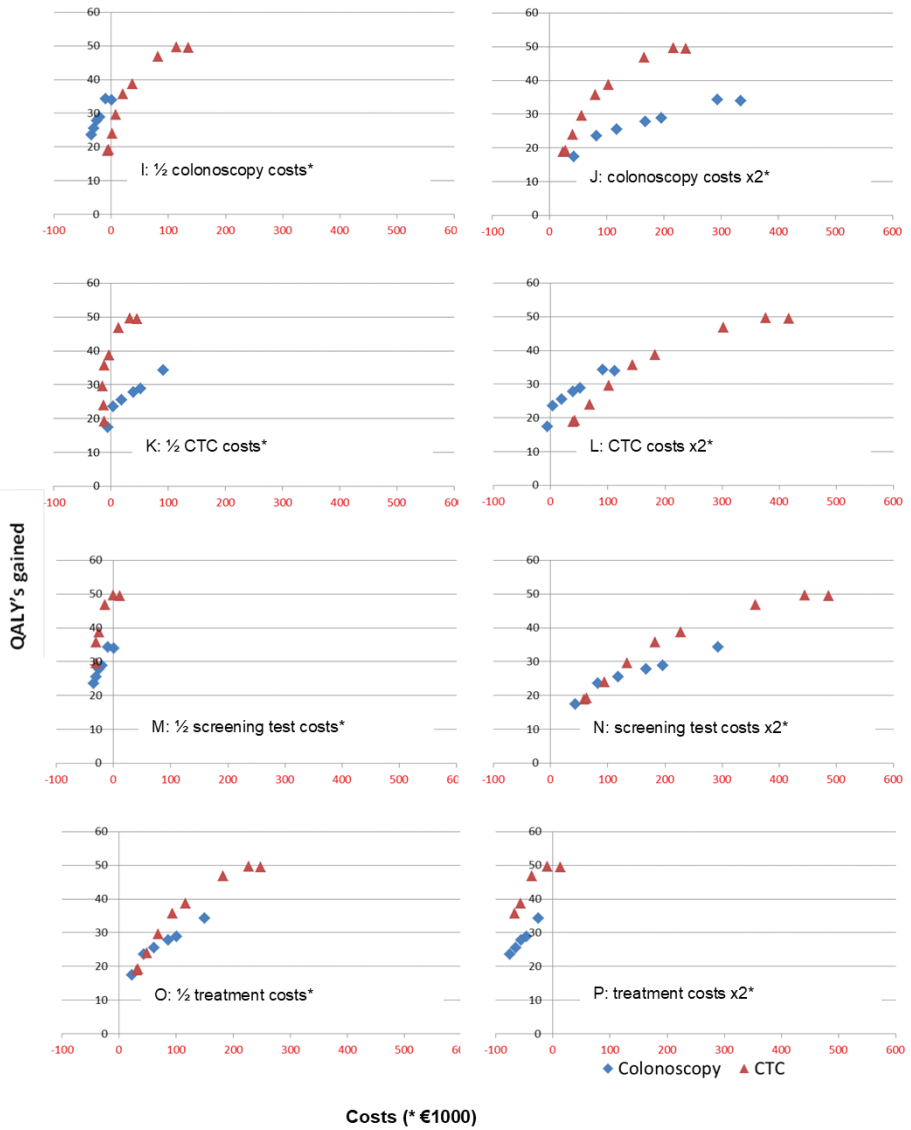 60
50
40
30
20
10
0
I: ½ colonoscopy costs*
-100 0 100 200 300 400 500 60
60
50
40
30
20
10
0
J: colonoscopy costs x2*
-100 0 100 200 300 400 500 600
60
50
40
30
20
10
0
K: ½ CTC costs*
-100 0 100 200 300 400 500 60
60
50
40
30
20
10
0
L: CTC costs x2*
-100 0 100 200 300 400 500 600
QALY's gained
60
50
40
30
20
10
0
M: ½ screening test costs*
-100 0 100 200 300 400 500 60
60
50
40
30
20
10
0
N: screening test costs x2*
-100 0 100 200 300 400 500 600
60
50
40
30
20
10
0
O: ½ treatment costs*
-100 0 100 200 300 400 500 60
60
50
40
30
20
10
0
P: treatment costs x2*
-100 0 100 200 300 400 500 600
Colonoscopy CTC
Costs (* €1000)